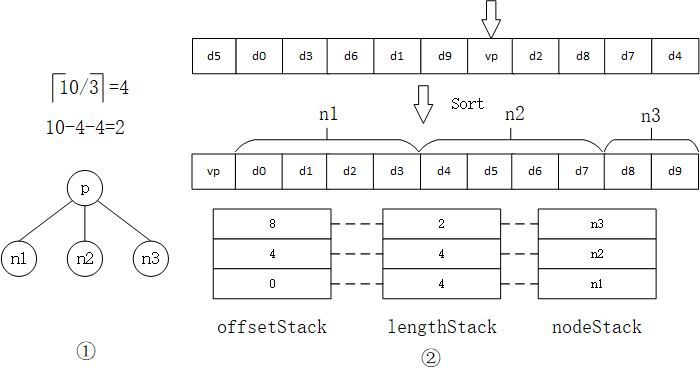 ⌈10/3⌉=4
10-4-4=2
p
n1 n2 n3
①
d5 d0 d3 d6 d1 d9 vp d2 d8 d7 d4
Sort
n1 n2 n3
vp d0 d1 d2 d3 d4 d5 d6 d7 d8 d9
8 2 n3
4 4 n2
0 4 n1
offsetStack lengthStack nodeStack
②